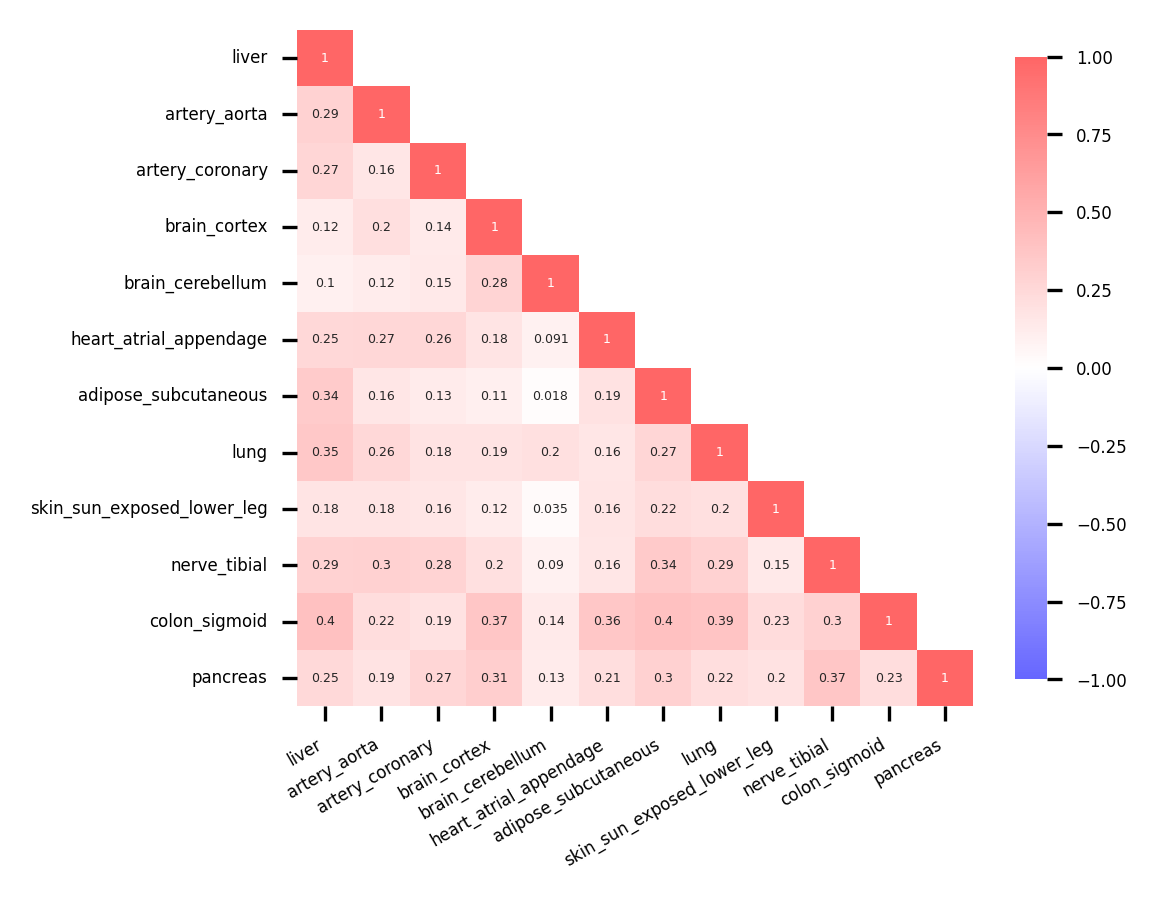 liver 1 1.00
artery_aorta 0.29 1 0.75
artery_coronary 0.27 0.16 1
brain_cortex 0.12 0.2 0.14 1 0.50
brain_cerebellum 0.1 0.12 0.15 0.28 1 0.25
heart_atrial_appendage 0.25 0.27 0.26 0.18 0.091 1 0.00
adipose_subcutaneous 0.34 0.16 0.13 0.11 0.018 0.19 1
lung 0.35 0.26 0.18 0.19 0.2 0.16 0.27 1 −0.25
skin_sun_exposed_lower_leg 0.18 0.18 0.16 0.12 0.035 0.16 0.22 0.2 1 −0.50
nerve_tibial 0.29 0.3 0.28 0.2 0.09 0.16 0.34 0.29 0.15 1
colon_sigmoid 0.4 0.22 0.19 0.37 0.14 0.36 0.4 0.39 0.23 0.3 1 −0.75
pancreas 0.25 0.19 0.27 0.31 0.13 0.21 0.3 0.22 0.2 0.37 0.23 1 −1.00
liver
artery_aorta
artery_coronary
brain_cortex
brain_cerebellum
heart_atrial_appendage
adipose_subcutaneous
lung
skin_sun_exposed_lower_leg
nerve_tibial
colon_sigmoid
pancreas